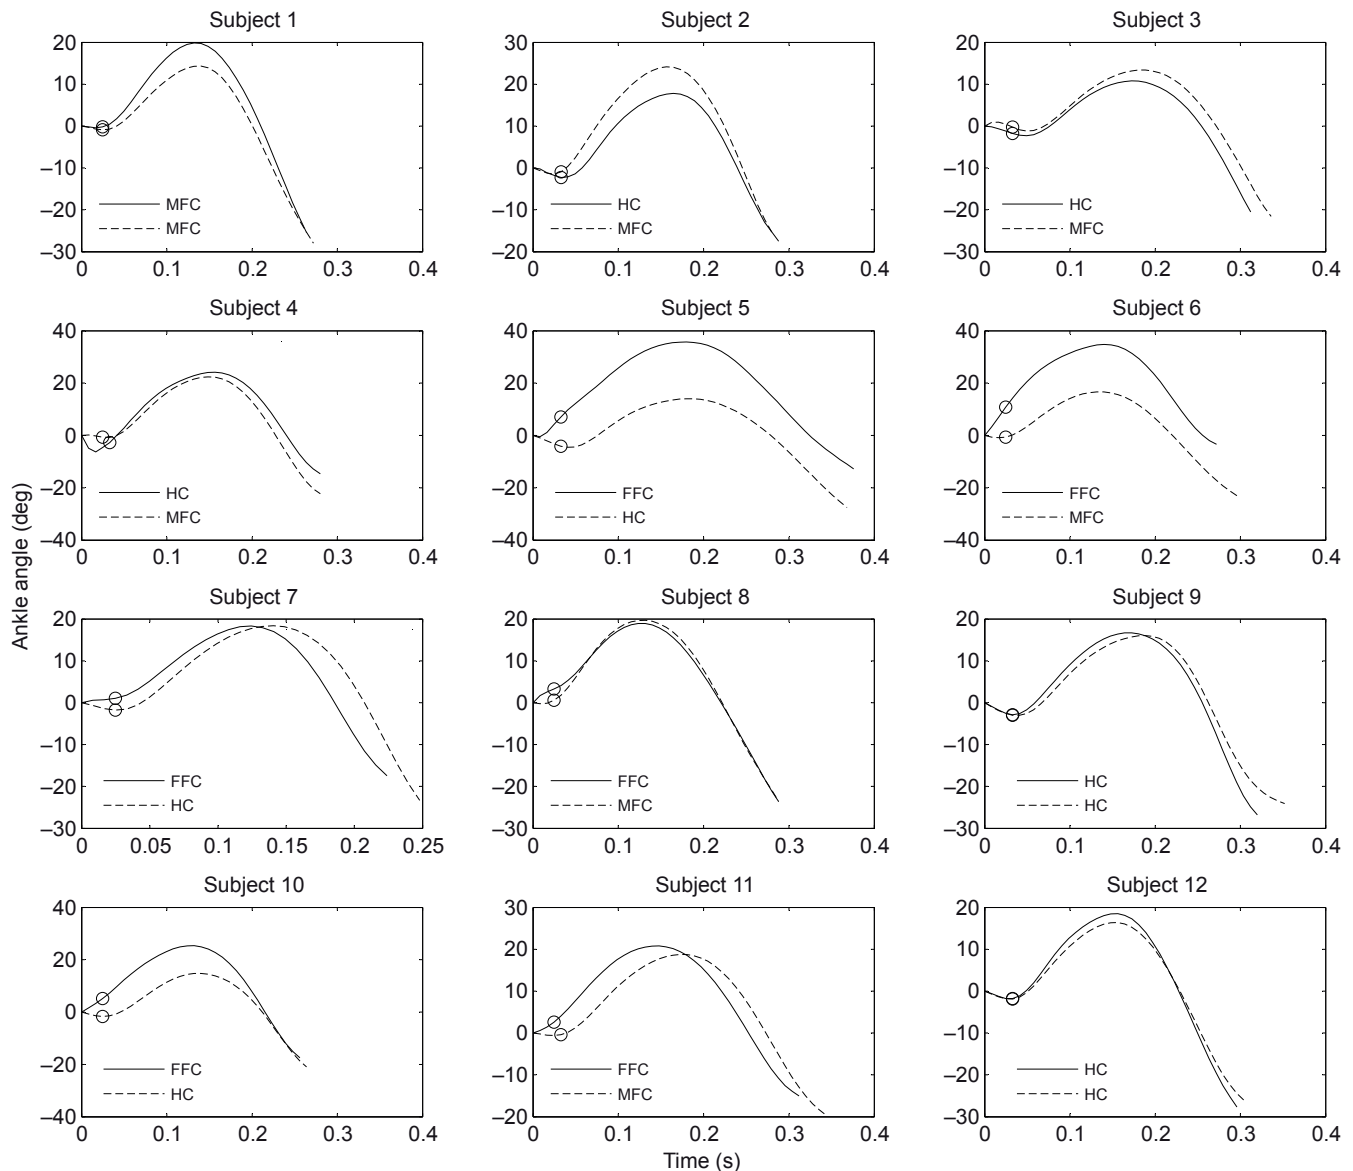 Subject 1
20
10
0
–10
–20
–30
MFC
MFC
0 0.1 0.2 0.3 0.4
Subject 2
30
20
10
0
–10
–20
HC
MFC
0 0.1 0.2 0.3 0.4
Subject 3
20
10
0
–10
–20
–30
HC
MFC
0 0.1 0.2 0.3 0.4
Subject 4
40
20
0
–20
–40
HC
MFC
0 0.1 0.2 0.3 0.4
Subject 5
40
20
0
–20
–40
FFC
HC
0 0.1 0.2 0.3 0.4
Subject 6
40
20
0
–20
–40
FFC
MFC
0 0.1 0.2 0.3 0.4
Ankle angle (deg)
Subject 7
20
10
0
–10
–20
–30
FFC
HC
0 0.05 0.1 0.15 0.2 0.25
Subject 8
20
10
0
–10
–20
–30
FFC
MFC
0 0.1 0.2 0.3 0.4
Subject 9
20
10
0
–10
–20
–30
HC
HC
0 0.1 0.2 0.3 0.4
Subject 10
40
20
0
–20
–40
FFC
HC
0 0.1 0.2 0.3 0.4
Subject 11
30
20
10
0
–10
–20
FFC
MFC
0 0.1 0.2 0.3 0.4
Subject 12
20
10
0
–10
–20
–30
HC
HC
0 0.1 0.2 0.3 0.4
Time (s)